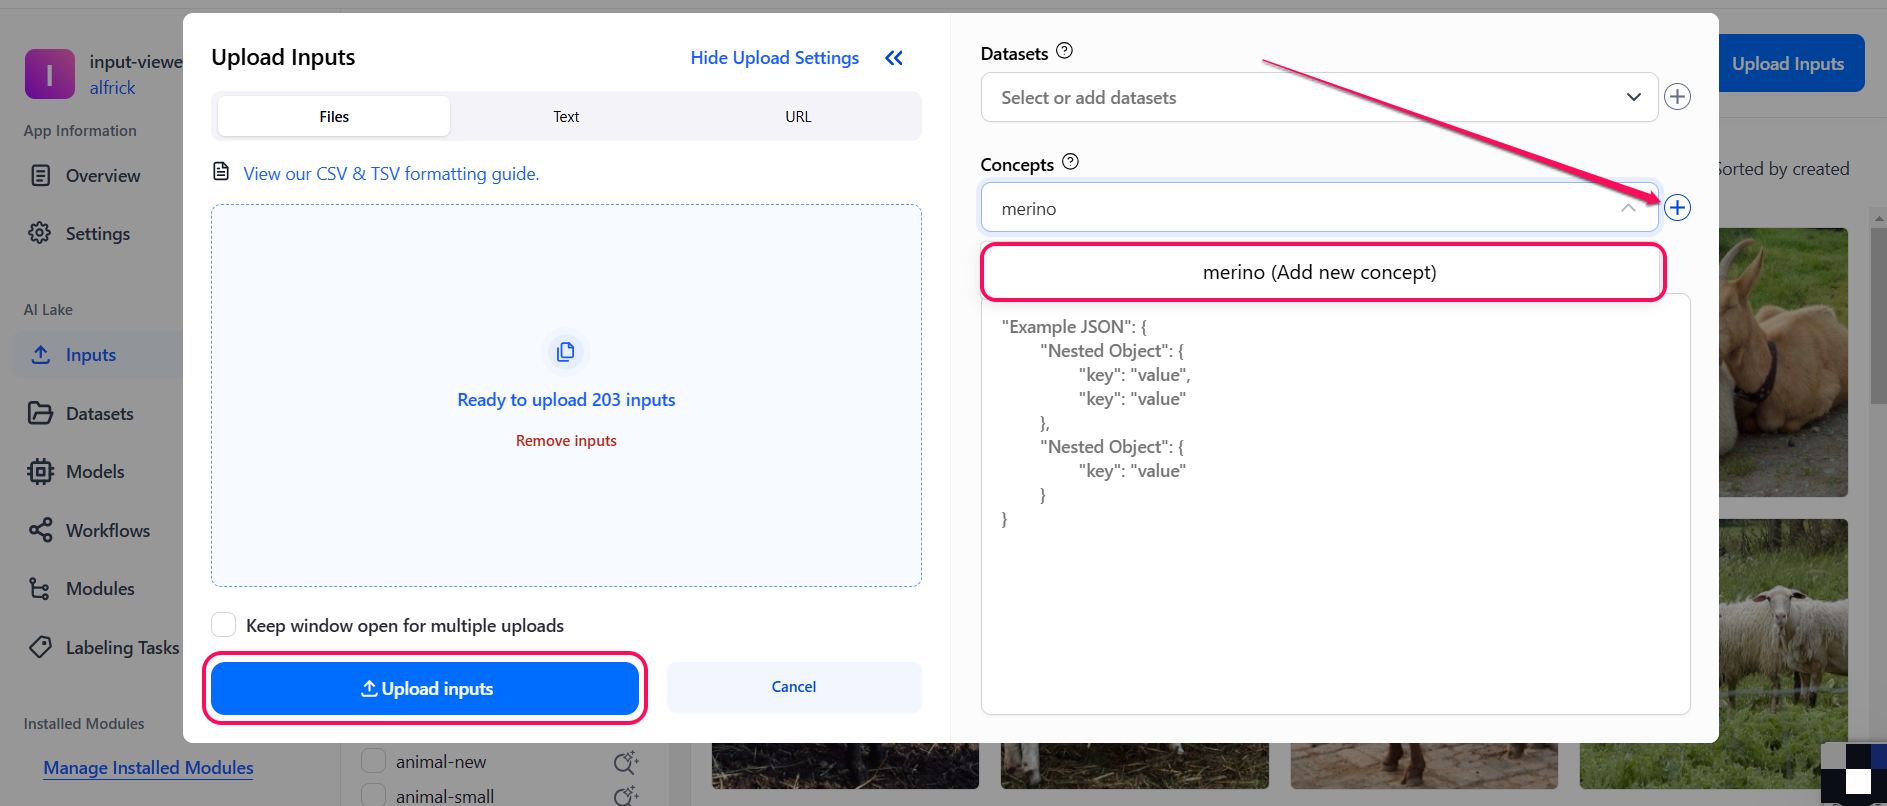 I
input-viewe
alfrick
App Information
Overview
Settings
AI Lake
Inputs
Datasets
Models
Workflows
Modules
Labeling Tasks
Installed Modules
Manage Installed Modules
Upload Inputs
Hide Upload Settings
Files
Text
URL
View our CSV & TSV formatting guide.
Ready to upload 203 inputs
Remove inputs
Keep window open for multiple uploads
Upload inputs
Cancel
animal-new
animal-small
Datasets
Select or add datasets
Concepts
merino
merino (Add new concept)
"Example JSON": {
"Nested Object": {
"key": "value",
"key": "value"
},
"Nested Object": {
"key": "value"
}
}
Upload Inputs
Sorted by created